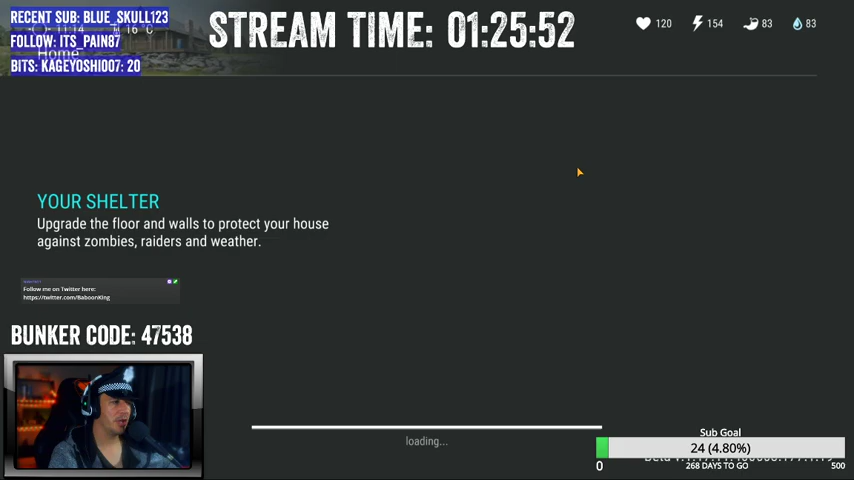 RECENT SUB: BLUE_SKULL123
FOLLOW: ITS_PAIN87
BITS: KAGEYOSHI007: 20
Home
STREAM TIME: 01:25:52
120
154
83
83
YOUR SHELTER
Upgrade the floor and walls to protect your house
against zombies, raiders and weather.
Follow me on Twitter here:
https://twitter.com/BaboonKing
BUNKER CODE: 47538
loading...
Sub Goal
24 (4.80%)
0
268 DAYS TO GO
500